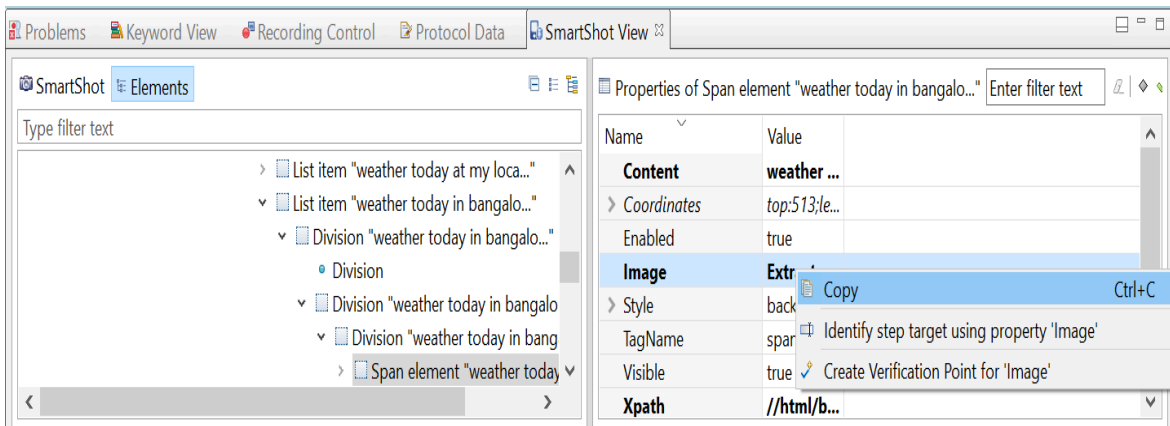 Problems Keyword View Recording Control Protocol Data SmartShot View
SmartShot Elements
Type filter text
List item "weather today at my loca..."
List item "weather today in bangalo..."
Division "weather today in bangalo..."
Division
Division "weather today in bangalo
Division "weather today in bang
Span element "weather today
Properties of Span element "weather today in bangalo..." Enter filter text
Name Value
Content weather ...
Coordinates top:513;le...
Enabled true
Image
Style back
TagName span
Visible true
Xpath //html/b...
Copy Ctrl+C
Identify step target using property 'Image'
Create Verification Point for 'Image'